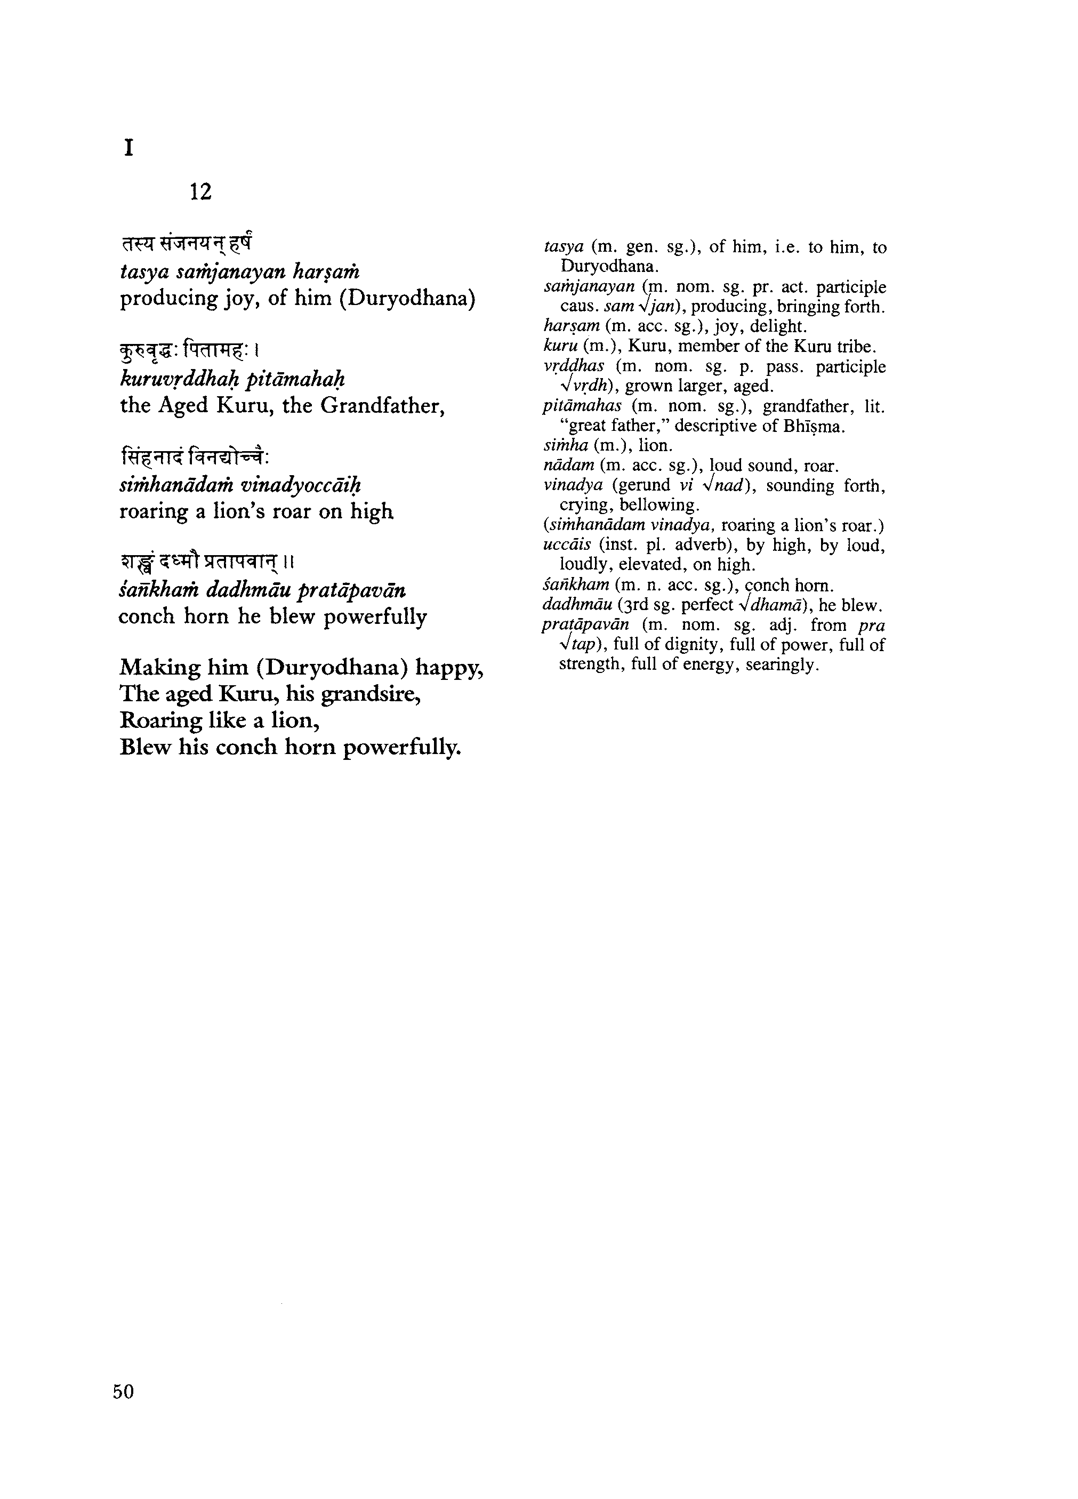 I
12
तस्य संजनयन् हर्षं
tasya saṁjanayan harṣaṁ
producing joy, of him (Duryodhana)
कुरुवृद्धः पितामहः ।
kuruvṛddhaḥ pitāmahaḥ
the Aged Kuru, the Grandfather,
सिंहनादं विनद्योच्चैः
siṁhanādaṁ vinadyoccāiḥ
roaring a lion's roar on high
शङ्खं दध्मौ प्रतापवान् ॥
śan̄khaṁ dadhmāu pratāpavān
conch horn he blew powerfully
Making him (Duryodhana) happy,
The aged Kuru, his grandsire,
Roaring like a lion,
Blew his conch horn powerfully.
tasya (m. gen. sg.), of him, i.e. to him, to
Duryodhana.
saṁjanayan (m. nom. sg. pr. act. participle
caus. sam √jan), producing, bringing forth.
harṣam (m. acc. sg.), joy, delight.
kuru (m.), Kuru, member of the Kuru tribe.
vṛddhas (m. nom. sg. p. pass. participle
√vṛdh), grown larger, aged.
pitāmahas (m. nom. sg.), grandfather, lit.
“great father,” descriptive of Bhīṣma.
siṁha (m.), lion.
nādam (m. acc. sg.), loud sound, roar.
vinadya (gerund vi √nad), sounding forth,
crying, bellowing.
(siṁhanādam vinadya, roaring a lion's roar.)
uccāis (inst. pl. adverb), by high, by loud,
loudly, elevated, on high.
śan̄kham (m. n. acc. sg.), conch horn.
dadhmāu (3rd sg. perfect √dhamā), he blew.
pratāpavān (m. nom. sg. adj. from pra
√tap), full of dignity, full of power, full of
strength, full of energy, searingly.
50